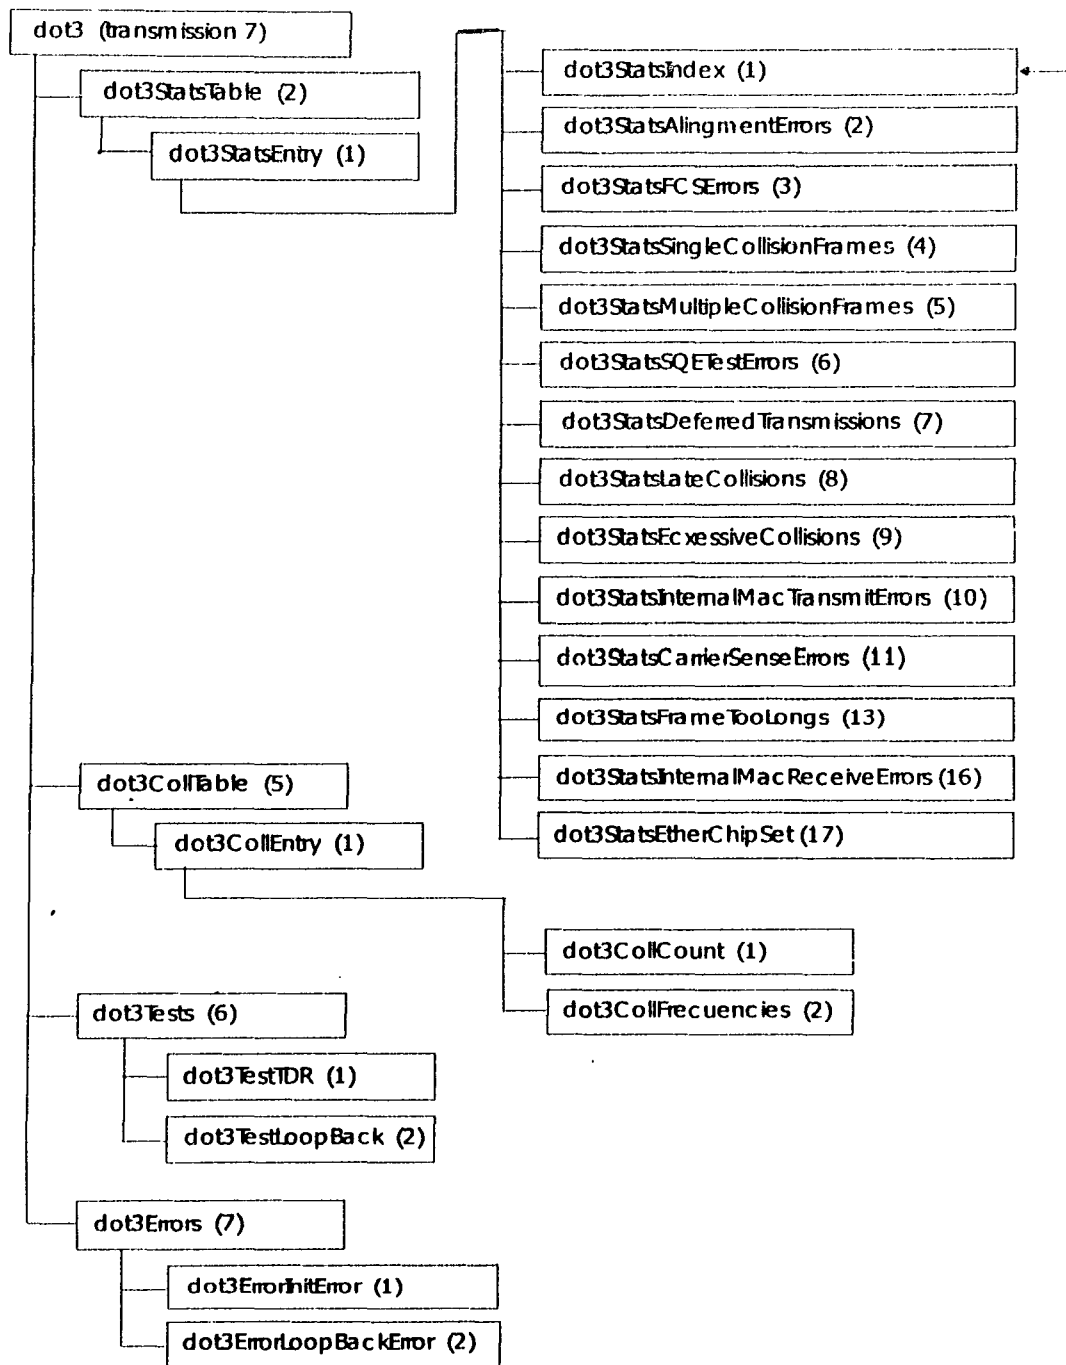 dot3 (transmission 7)
dot3StatsTable (2)
dot3StatsEntry (1)
dot3StatsIndex (1)
dot3StatsAlingmentErrors (2)
dot3StatsFCSErrors (3)
dot3StatsSingleCollisionFrames (4)
dot3StatsMultipleCollisionFrames (5)
dot3StatsSQETestErrors (6)
dot3StatsDeferredTransmissions (7)
dot3StatsLateCollisions (8)
dot3StatsEcxessiveCollisions (9)
dot3StatsInternalMacTransmitErrors (10)
dot3StatsCarrierSenseErrors (11)
dot3StatsFrameTooLongs (13)
dot3StatsInternalMacReceiveErrors (16)
dot3StatsEtherChipSet (17)
dot3CollTable (5)
dot3CollEntry (1)
dot3CollCount (1)
dot3CollFrecuencies (2)
dot3Tests (6)
dot3TestTDR (1)
dot3TestLoopBack (2)
dot3Errors (7)
dot3ErrorInitError (1)
dot3ErrorLoopBackError (2)